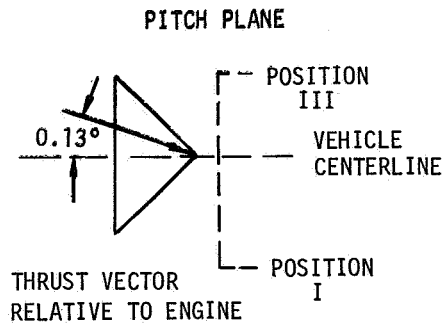 PITCH PLANE
POSITION
III
0.13°
VEHICLE
CENTERLINE
POSITION
I
THRUST VECTOR
RELATIVE TO ENGINE